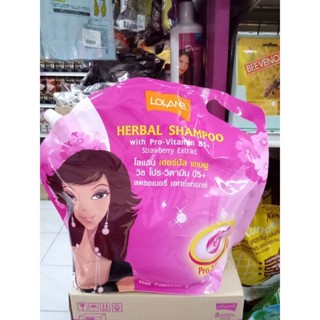 LOLANE
HERBAL SHAMPOO
with Pro-Vitamin B5+
Strawberry Extract
โลแลน เฮอร์บัล แชมพู
วิธ โปร-วิตามิน บี5+
สตรอเบอรี่ เอกซ์แทรกซ์
BEEVENO